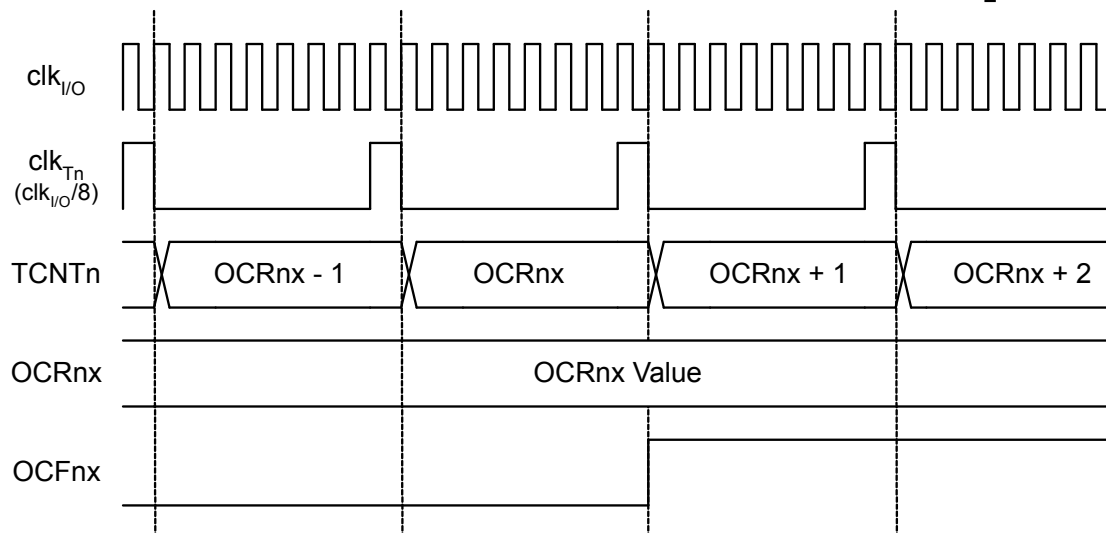 clkI/O
clkTn
(clkI/O/8)
TCNTn OCRnx - 1 OCRnx OCRnx + 1 OCRnx + 2
OCRnx OCRnx Value
OCFnx